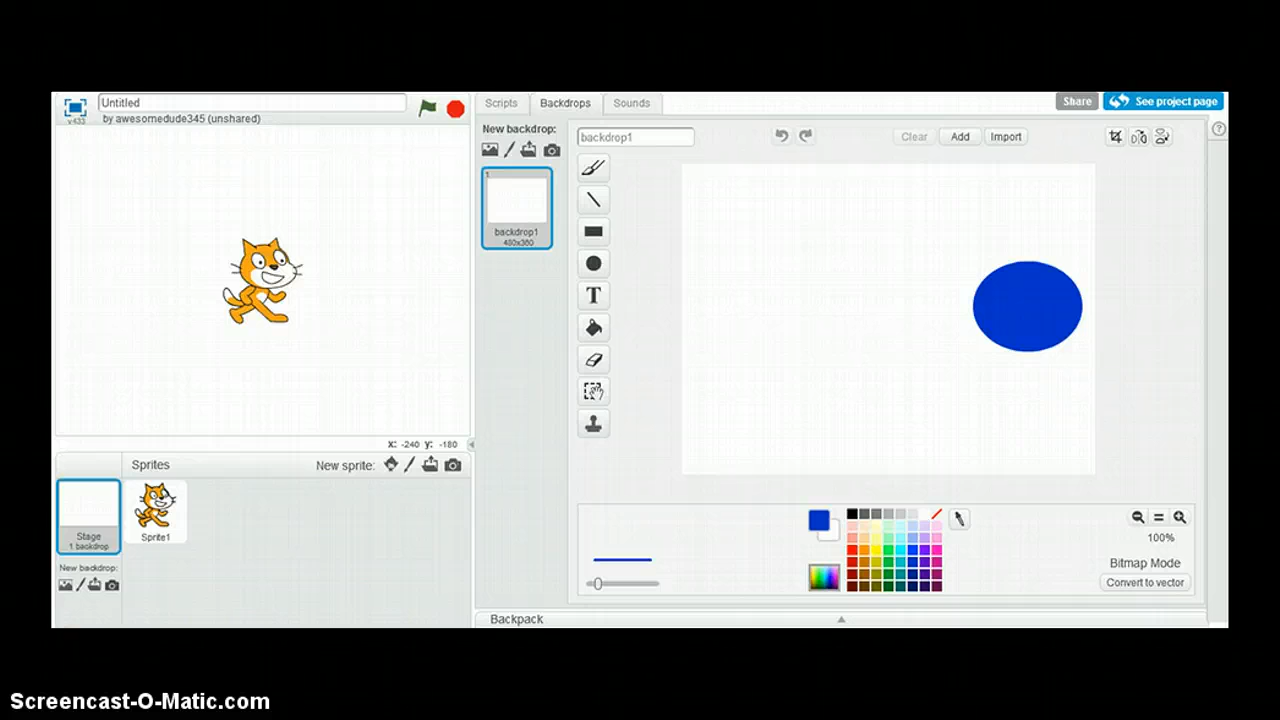 Untitled
v433
by awesomedude345 (unshared)
Scripts
Backdrops
Sounds
Share
See project page
New backdrop:
backdrop1
Clear
Add
Import
?
1
backdrop1
480x360
T
X: -240 y: -180
Sprites
New sprite:
Stage
1 backdrop
Sprite1
New backdrop:
100%
Bitmap Mode
Convert to vector
Backpack
Screencast-O-Matic.com